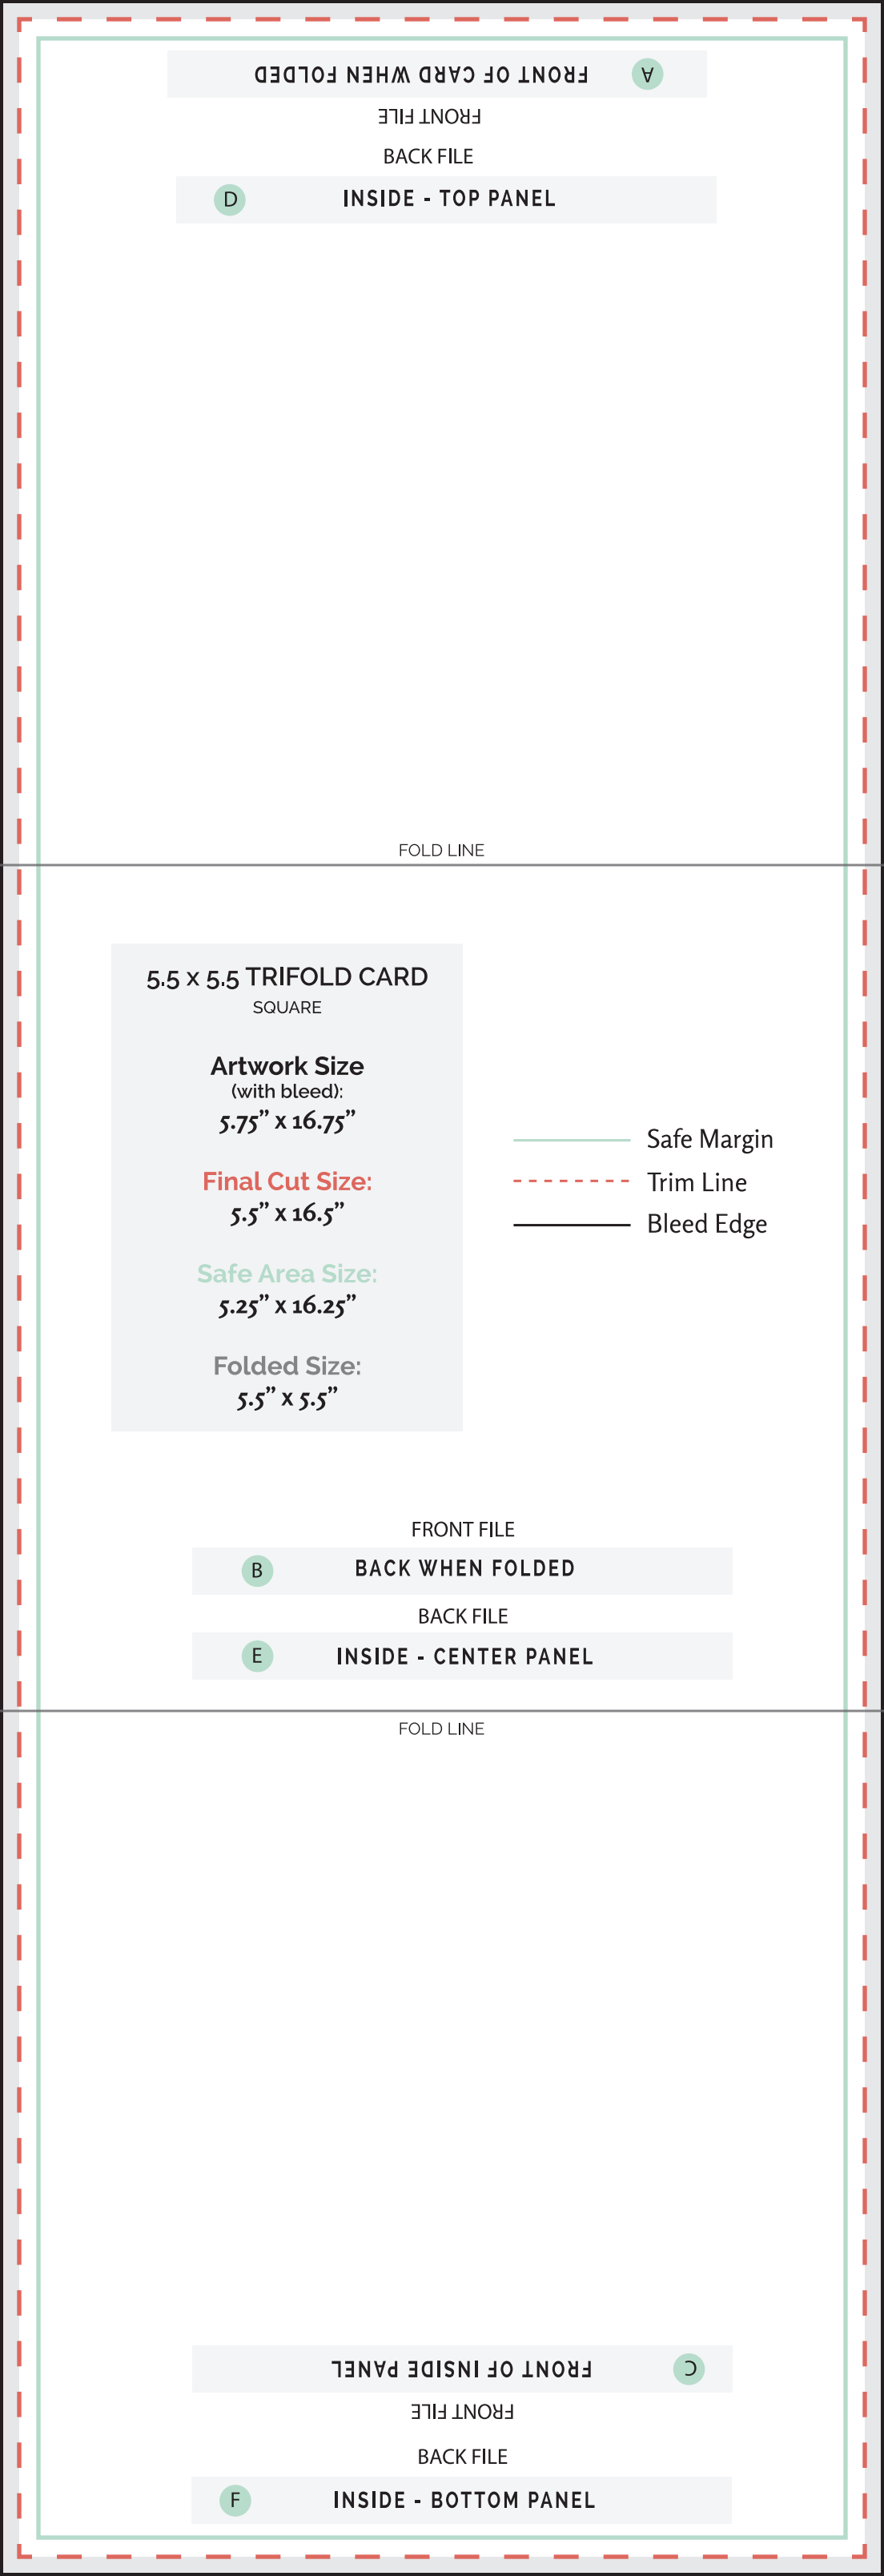 FRONT OF CARD WHEN FOLDED A
FRONT FILE
BACK FILE
D INSIDE - TOP PANEL
FOLD LINE
5.5 x 5.5 TRIFOLD CARD
SQUARE
Artwork Size
(with bleed):
5.75” x 16.75”
Final Cut Size:
5.5” x 16.5”
Safe Area Size:
5.25” x 16.25”
Folded Size:
5.5” x 5.5”
Safe Margin
Trim Line
Bleed Edge
FRONT FILE
B BACK WHEN FOLDED
BACK FILE
E INSIDE - CENTER PANEL
FOLD LINE
FRONT OF INSIDE PANEL C
FRONT FILE
BACK FILE
F INSIDE - BOTTOM PANEL